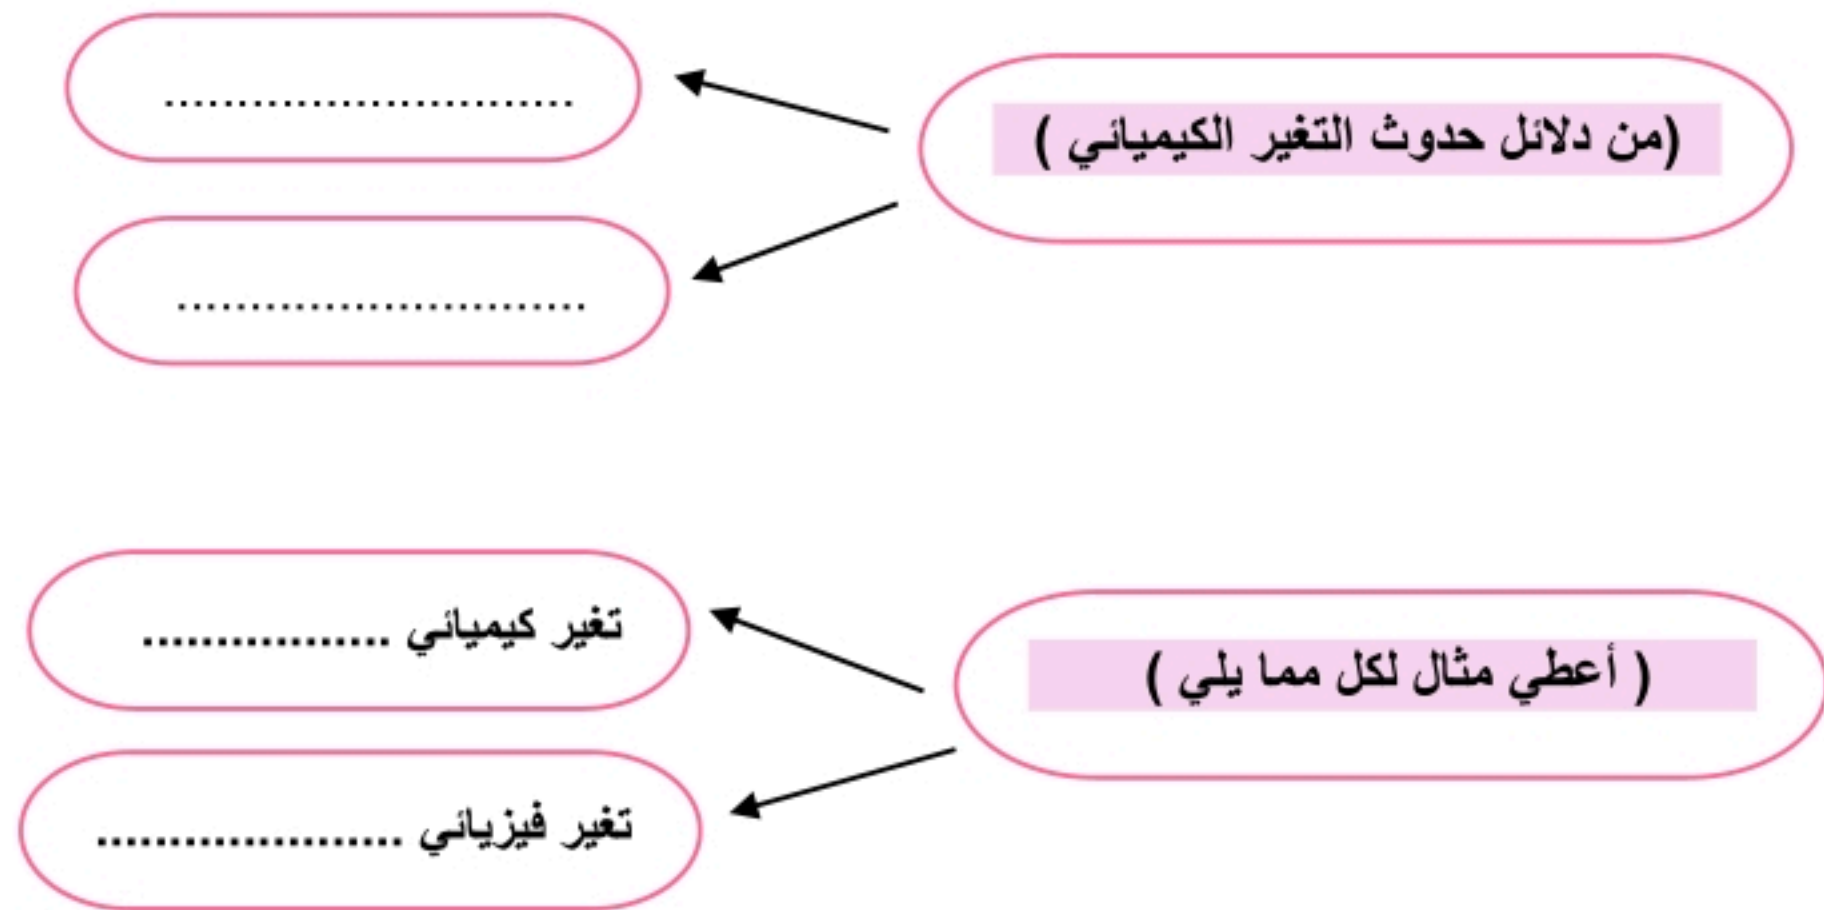 (من دلائل حدوث التغير الكيميائي )
............................
............................
( أعطي مثال لكل مما يلي )
تغير كيميائي .................
تغير فيزيائي .....................